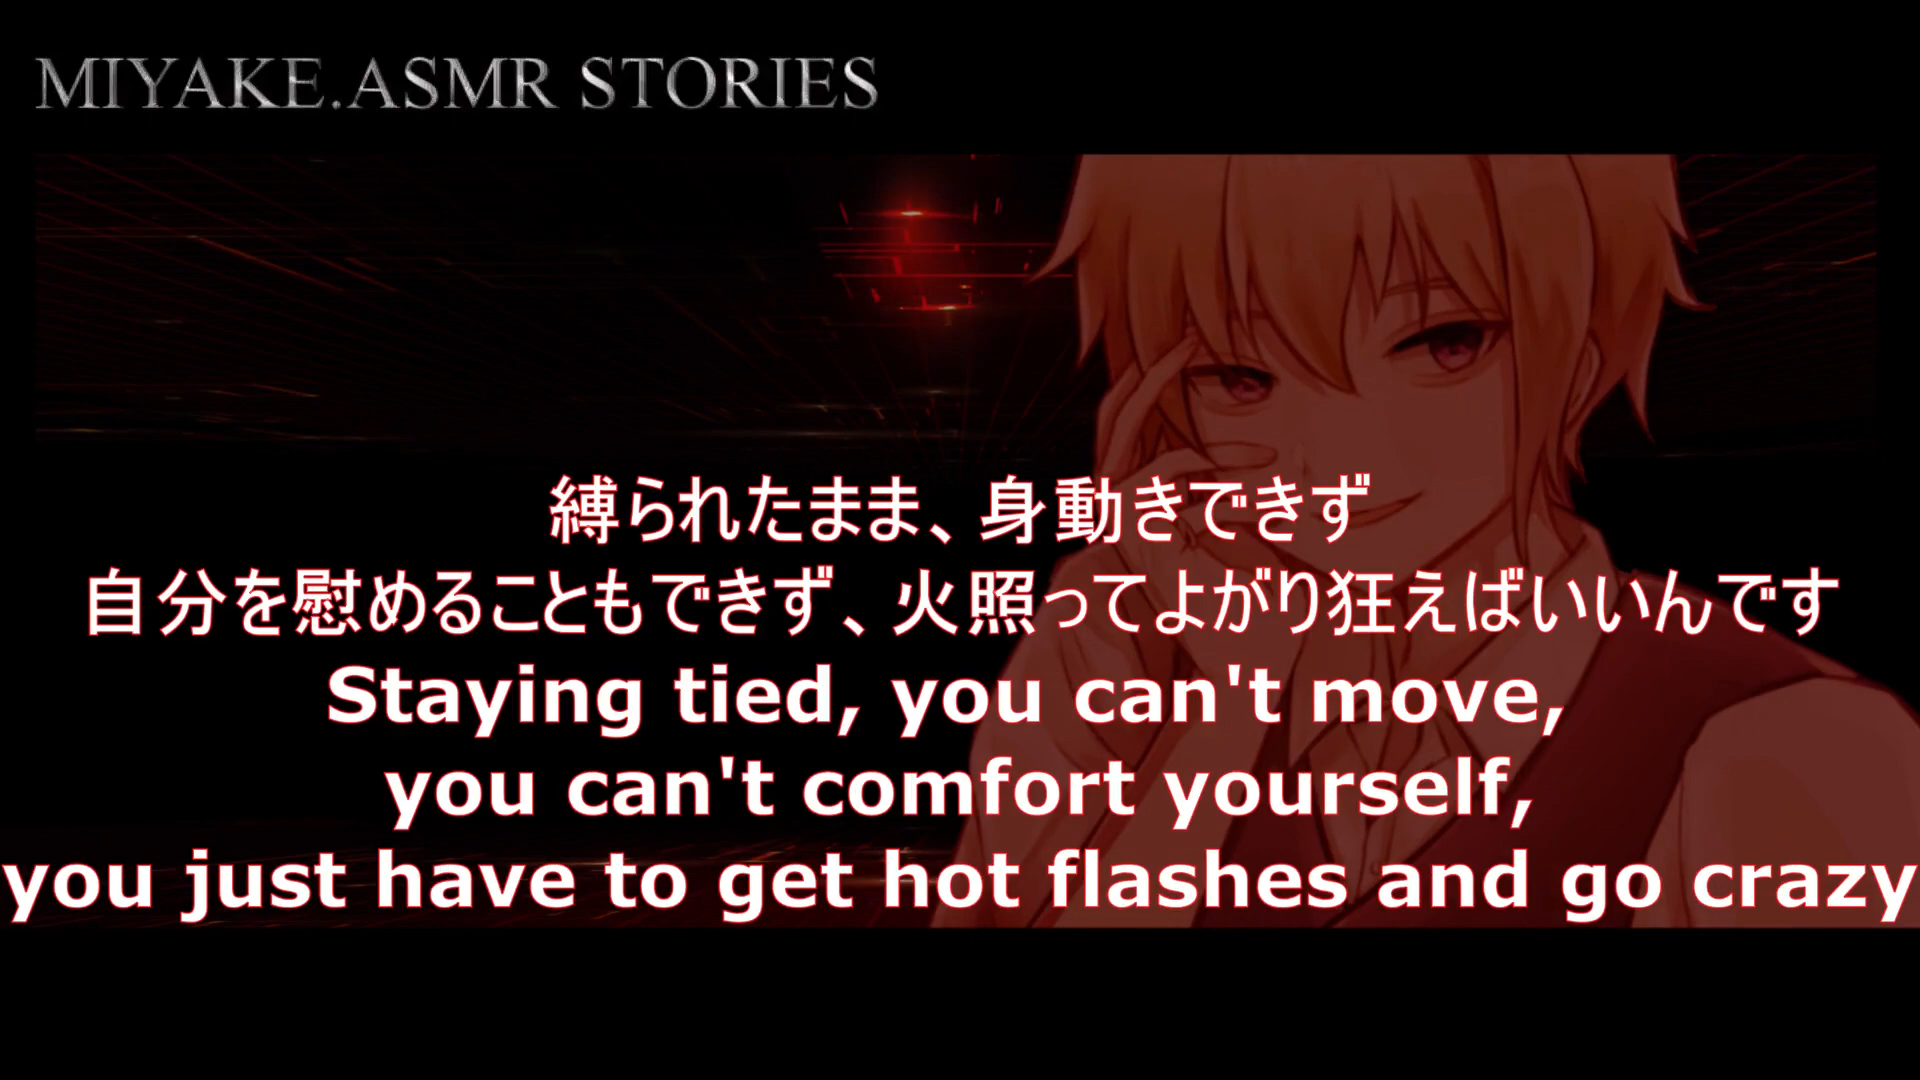 MIYAKE.ASMR STORIES
縛られたまま、身動きできず
自分を慰めることもできず、火照ってよがり狂えばいいんです
Staying tied, you can't move,
you can't comfort yourself,
you just have to get hot flashes and go crazy